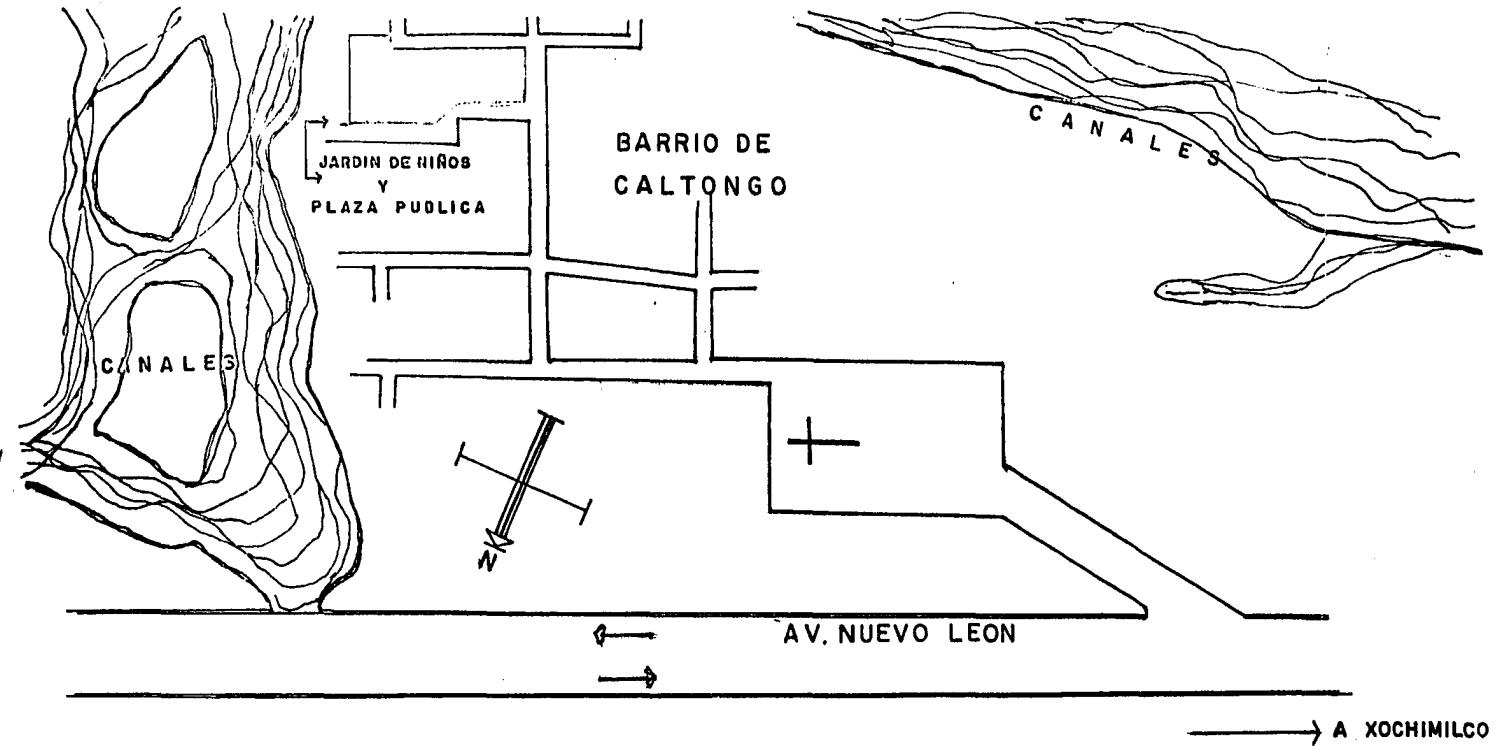 BARRIO DE
CALTONGO
CANALES
JARDIN DE NIÑOS
Y
PLAZA PUBLICA
CANALES
N
AV. NUEVO LEON
A XOCHIMILCO